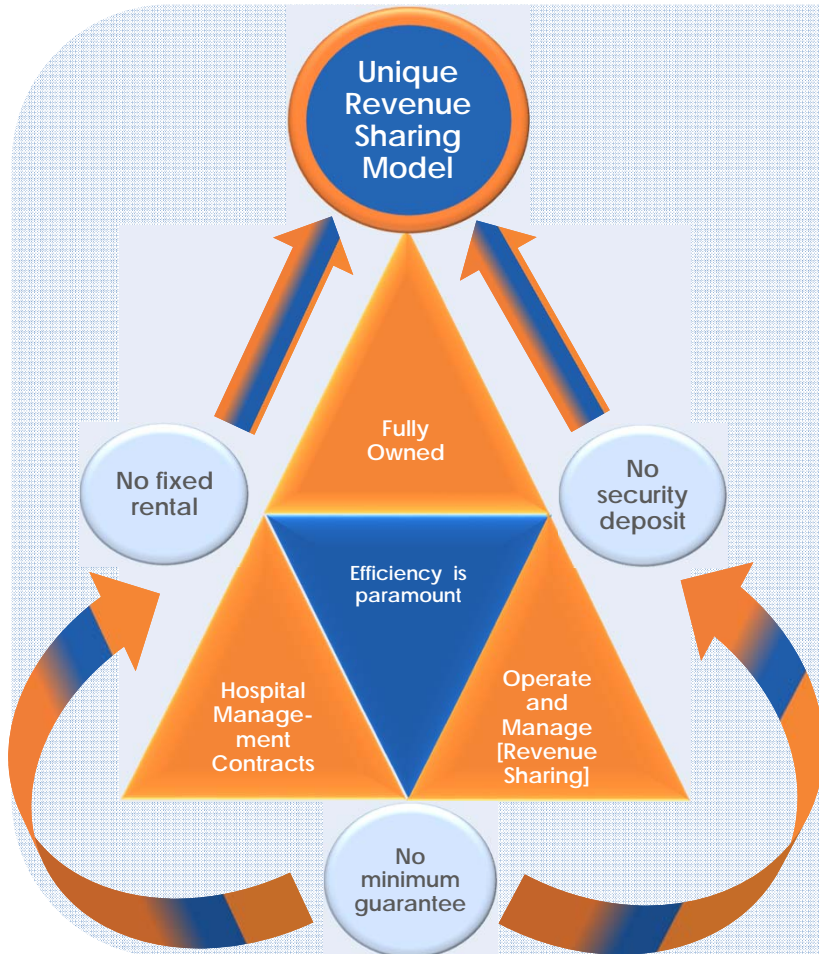 Unique
Revenue
Sharing
Model
Fully
Owned
No fixed
rental
No
security
deposit
Efficiency is
paramount
Hospital
Manage-
ment
Contracts
Operate
and
Manage
[Revenue
Sharing]
No
minimum
guarantee